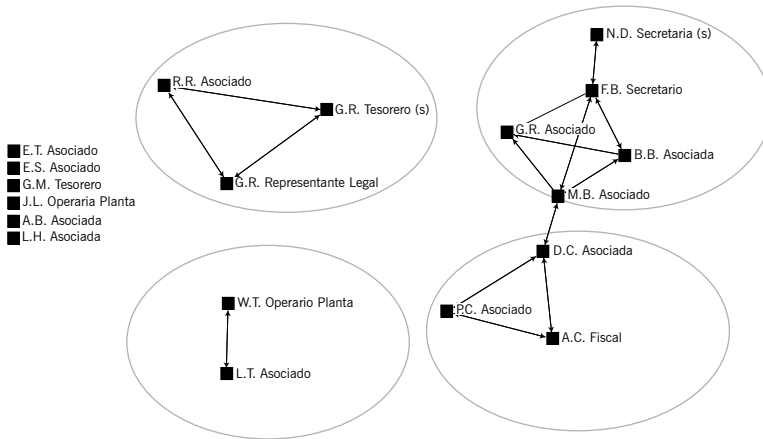 E.T. Asociado
E.S. Asociado
G.M. Tesorero
J.L. Operaria Planta
A.B. Asociada
L.H. Asociada
R.R. Asociado
G.R. Tesorero (s)
G.R. Representante Legal
N.D. Secretaria (s)
F.B. Secretario
G.R. Asociado
B.B. Asociada
M.B. Asociado
W.T. Operario Planta
L.T. Asociado
D.C. Asociada
P.C. Asociado
A.C. Fiscal